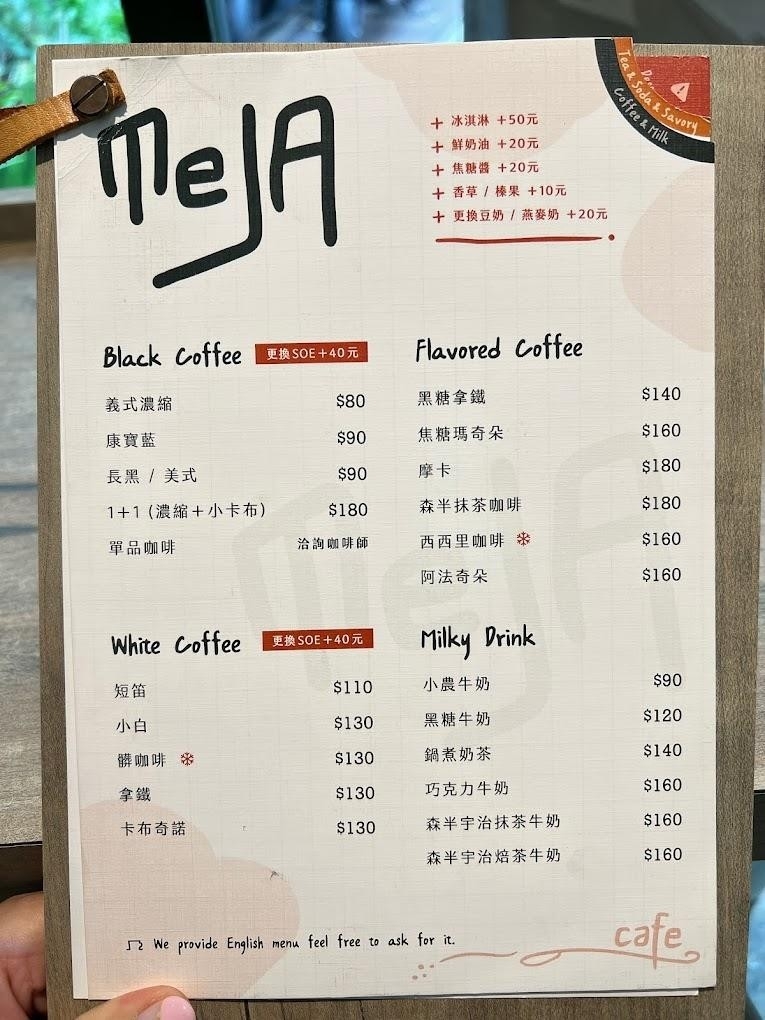 MeJA
+ 冰淇淋 +50元
+ 鮮奶油 +20元
+ 焦糖醬 +20元
+ 香草 / 榛果 +10元
+ 更換豆奶 / 燕麥奶 +20元
Tea & Soda & Savory
Coffee & Milk
Black Coffee 更換SOE+40元
義式濃縮 $80
康寶藍 $90
長黑 / 美式 $90
1+1 (濃縮+小卡布) $180
單品咖啡 洽詢咖啡師
Flavored Coffee
黑糖拿鐵 $140
焦糖瑪奇朵 $160
摩卡 $180
森半抹茶咖啡 $180
西西里咖啡 $160
阿法奇朵 $160
White Coffee 更換SOE+40元
短笛 $110
小白 $130
髒咖啡 $130
拿鐵 $130
卡布奇諾 $130
Milky Drink
小農牛奶 $90
黑糖牛奶 $120
鍋煮奶茶 $140
巧克力牛奶 $160
森半宇治抹茶牛奶 $160
森半宇治焙茶牛奶 $160
We provide English menu feel free to ask for it.
cafe